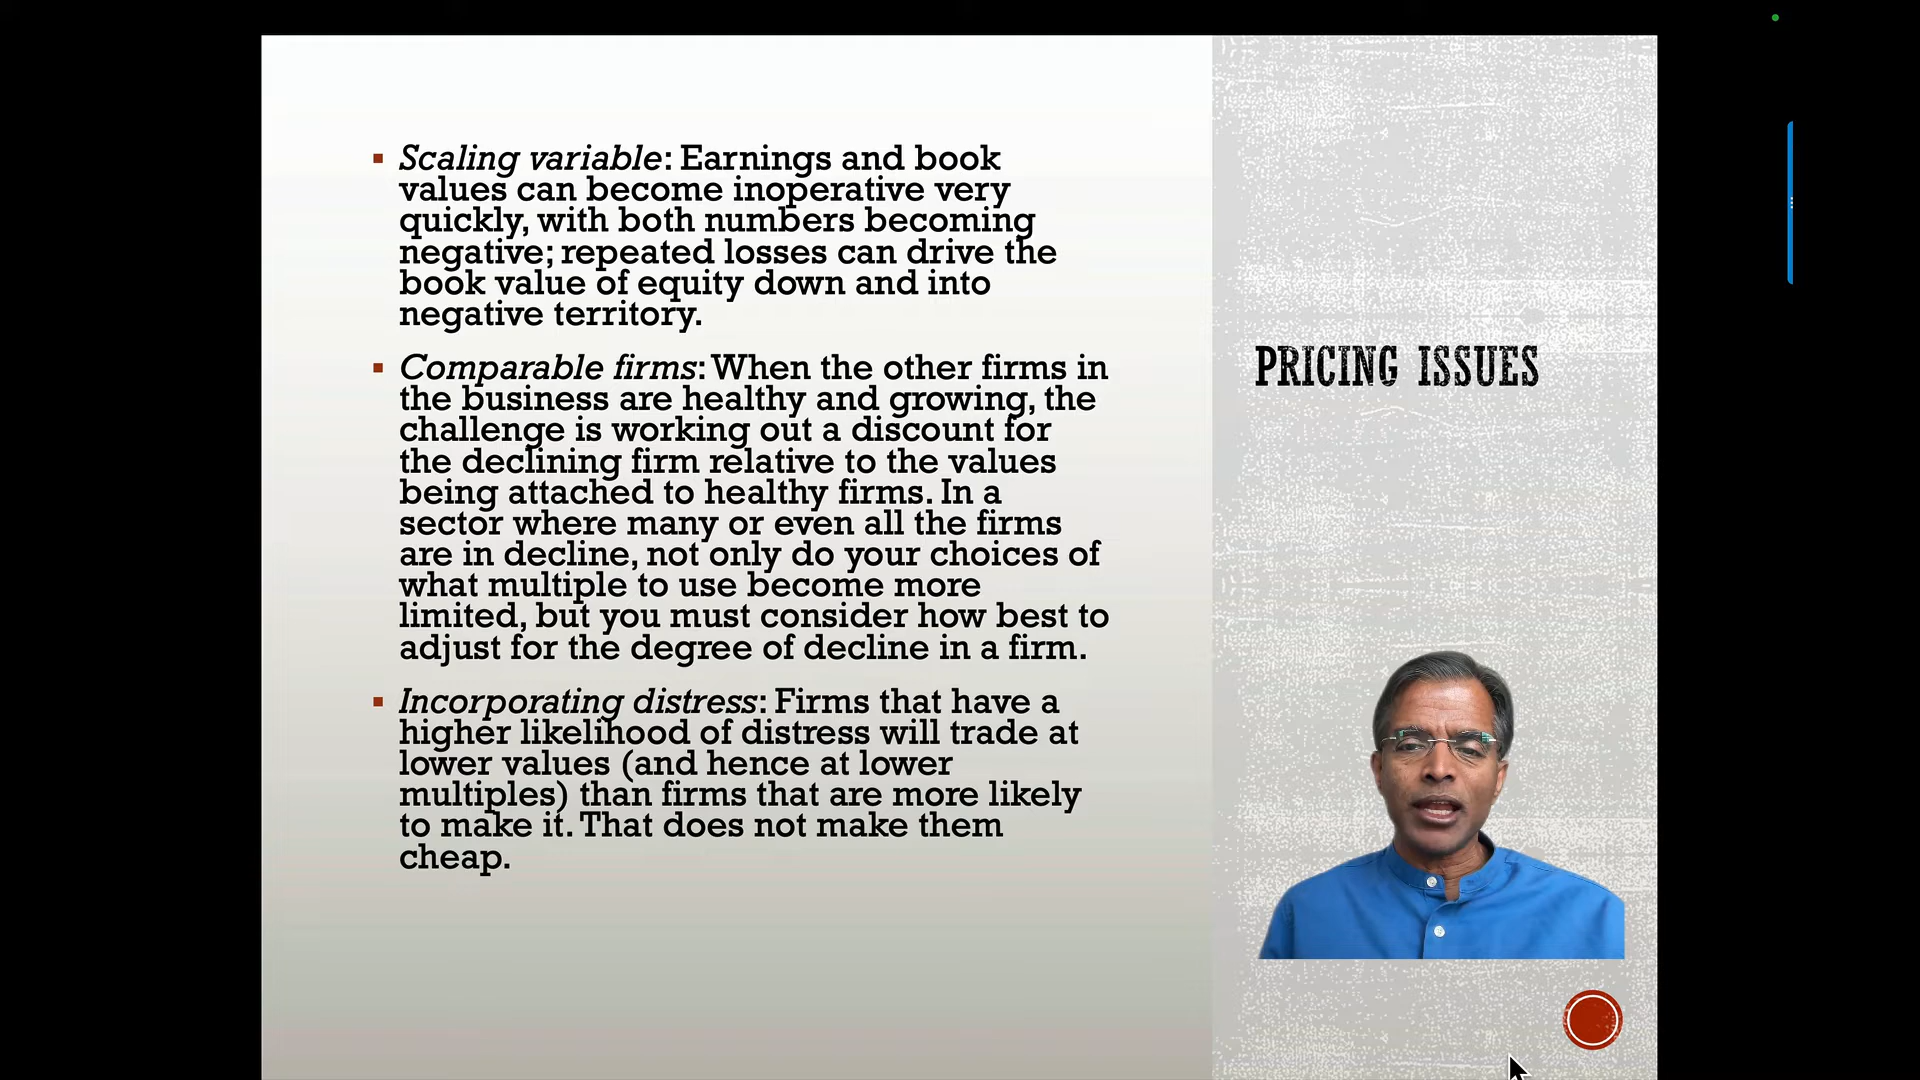 Scaling variable: Earnings and book
values can become inoperative very
quickly, with both numbers becoming
negative; repeated losses can drive the
book value of equity down and into
negative territory.
Comparable firms: When the other firms in
the business are healthy and growing, the
challenge is working out a discount for
the declining firm relative to the values
being attached to healthy firms. In a
sector where many or even all the firms
are in decline, not only do your choices of
what multiple to use become more
limited, but you must consider how best to
adjust for the degree of decline in a firm.
Incorporating distress: Firms that have a
higher likelihood of distress will trade at
lower values (and hence at lower
multiples) than firms that are more likely
to make it. That does not make them
cheap.
PRICING ISSUES